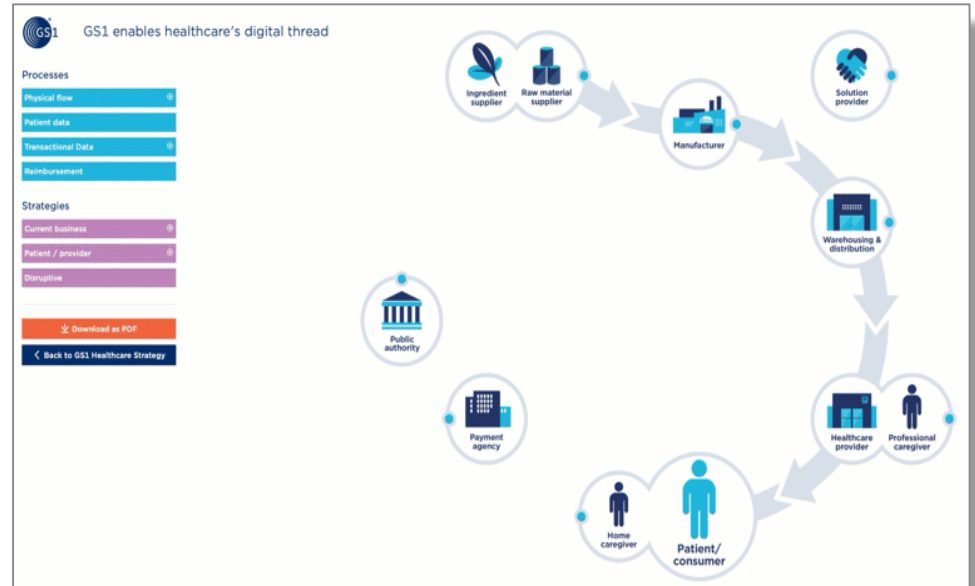 GS1
GS1 enables healthcare's digital thread
Processes
Physical flow
Patient data
Transactional Data
Reimbursement
Strategies
Current business
Patient / provider
Disruptive
Download as PDF
Back to GS1 Healthcare Strategy
Ingredient
supplier
Raw material
supplier
Solution
provider
Manufacturer
Warehousing &
distribution
Public
authority
Payment
agency
Healthcare
provider
Professional
caregiver
Home
caregiver
Patient/
consumer